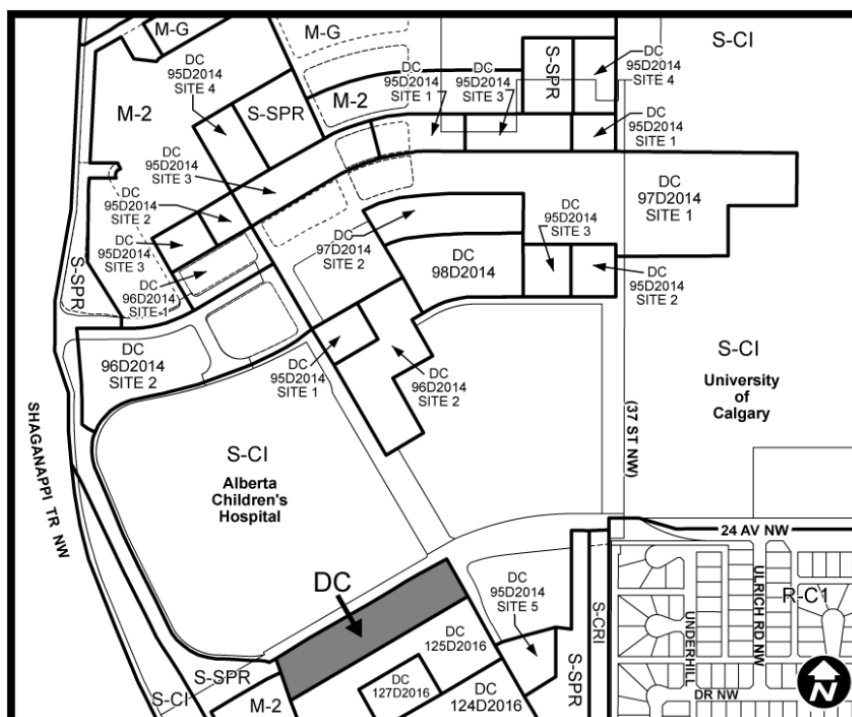 M-G
M-G
S-CI
DC
95D2014
SITE 4
DC
95D2014
SITE 1
DC
95D2014
SITE 3
S-SPR
DC
95D2014
SITE 4
M-2
S-SPR
M-2
DC
95D2014
SITE 1
DC
95D2014
SITE 3
DC
95D2014
SITE 2
DC
97D2014
SITE 1
DC
95D2014
SITE 3
DC
95D2014
SITE 3
DC
97D2014
SITE 2
DC
98D2014
S-SPR
DC
96D2014
SITE 1
DC
95D2014
SITE 2
DC
96D2014
SITE 2
DC
95D2014
SITE 1
DC
96D2014
SITE 2
S-CI
University
of
Calgary
SHAGANAPPI TR NW
(37 ST NW)
S-CI
Alberta
Children's
Hospital
24 AV NW
DC
DC
95D2014
SITE 5
S-CRI
UNDERHILL
ULRICH RD NW
R-C1
DC
125D2016
S-SPR
S-SPR
S-CI
M-2
DC
127D2016
DC
124D2016
DR NW
N